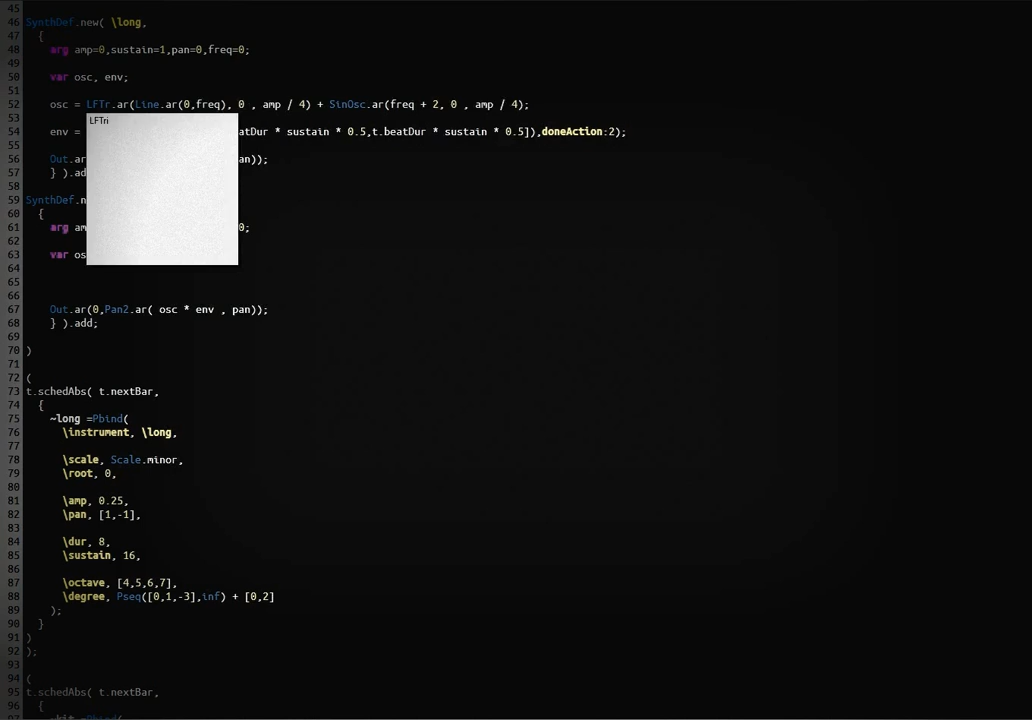 45
46 SynthDef.new( \long,
47 {
48 arg amp=0,sustain=1,pan=0,freq=0;
49
50 var osc, env;
51
52 osc = LFTr.ar(Line.ar(0,freq), 0 , amp / 4) + SinOsc.ar(freq + 2, 0 , amp / 4);
53 LFTri
54 env = atDur * sustain * 0.5,t.beatDur * sustain * 0.5]),doneAction:2);
55
56 Out.ar an));
57 } ).ad
58
59 SynthDef.n
60 {
61 arg am 0;
62
63 var os
64
65
66
67 Out.ar(0,Pan2.ar( osc * env , pan));
68 } ).add;
69
70 )
71
72 (
73 t.schedAbs( t.nextBar,
74 {
75 ~long =Pbind(
76 \instrument, \long,
77
78 \scale, Scale.minor,
79 \root, 0,
80
81 \amp, 0.25,
82 \pan, [1,-1],
83
84 \dur, 8,
85 \sustain, 16,
86
87 \octave, [4,5,6,7],
88 \degree, Pseq([0,1,-3],inf) + [0,2]
89 );
90 }
91 )
92 );
93
94 (
95 t.schedAbs( t.nextBar,
96 {